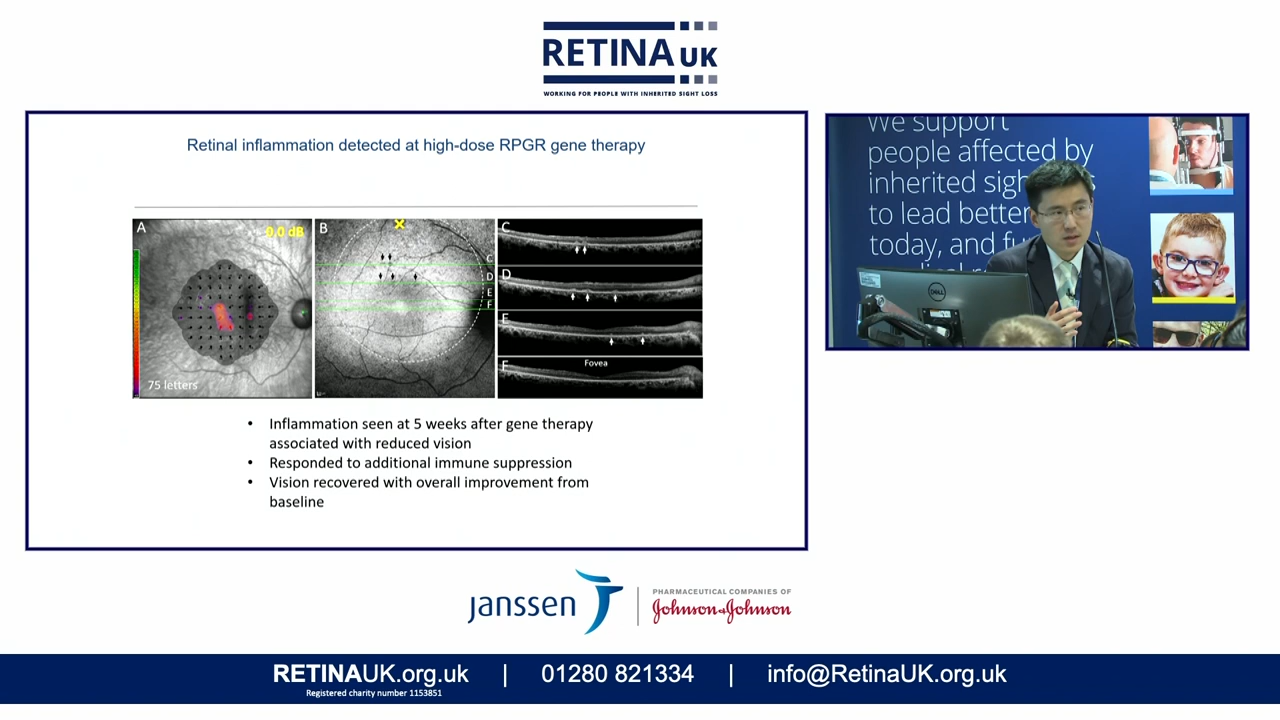 RETINA UK
WORKING FOR PEOPLE WITH INHERITED SIGHT LOSS
Retinal inflammation detected at high-dose RPGR gene therapy
A
0.0 dB
75 letters
B
C
D
E
F
C
D
E
Fovea
F
• Inflammation seen at 5 weeks after gene therapy
associated with reduced vision
• Responded to additional immune suppression
• Vision recovered with overall improvement from
baseline
We support
people affected by
inherited
to lead better
today, and
DELL
janssen
PHARMACEUTICAL COMPANIES OF
Johnson & Johnson
RETINAUK.org.uk | 01280 821334 | info@RetinaUK.org.uk
Registered charity number 1153851